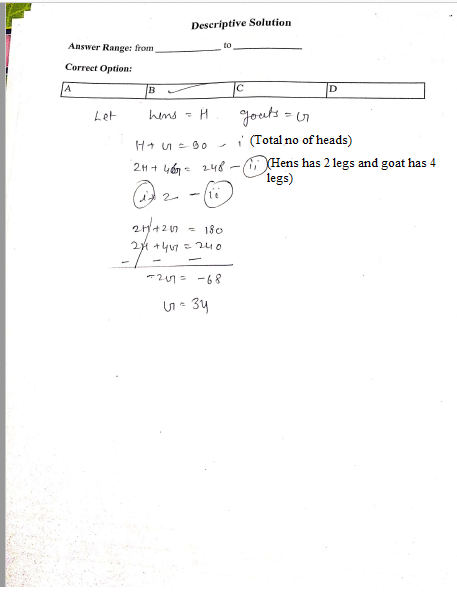 Descriptive Solution
Answer Range: from ____________ to ____________
Correct Option:
A B ✓ C D
Let hens = H goats = G
H + G = 90 - i (Total no of heads)
2H + 4G = 248 - (ii) (Hens has 2 legs and goat has 4
legs)
(i) x 2 - (ii)
2H + 2G = 180
2H + 4G = 240
- - -
-2G = -68
G = 34